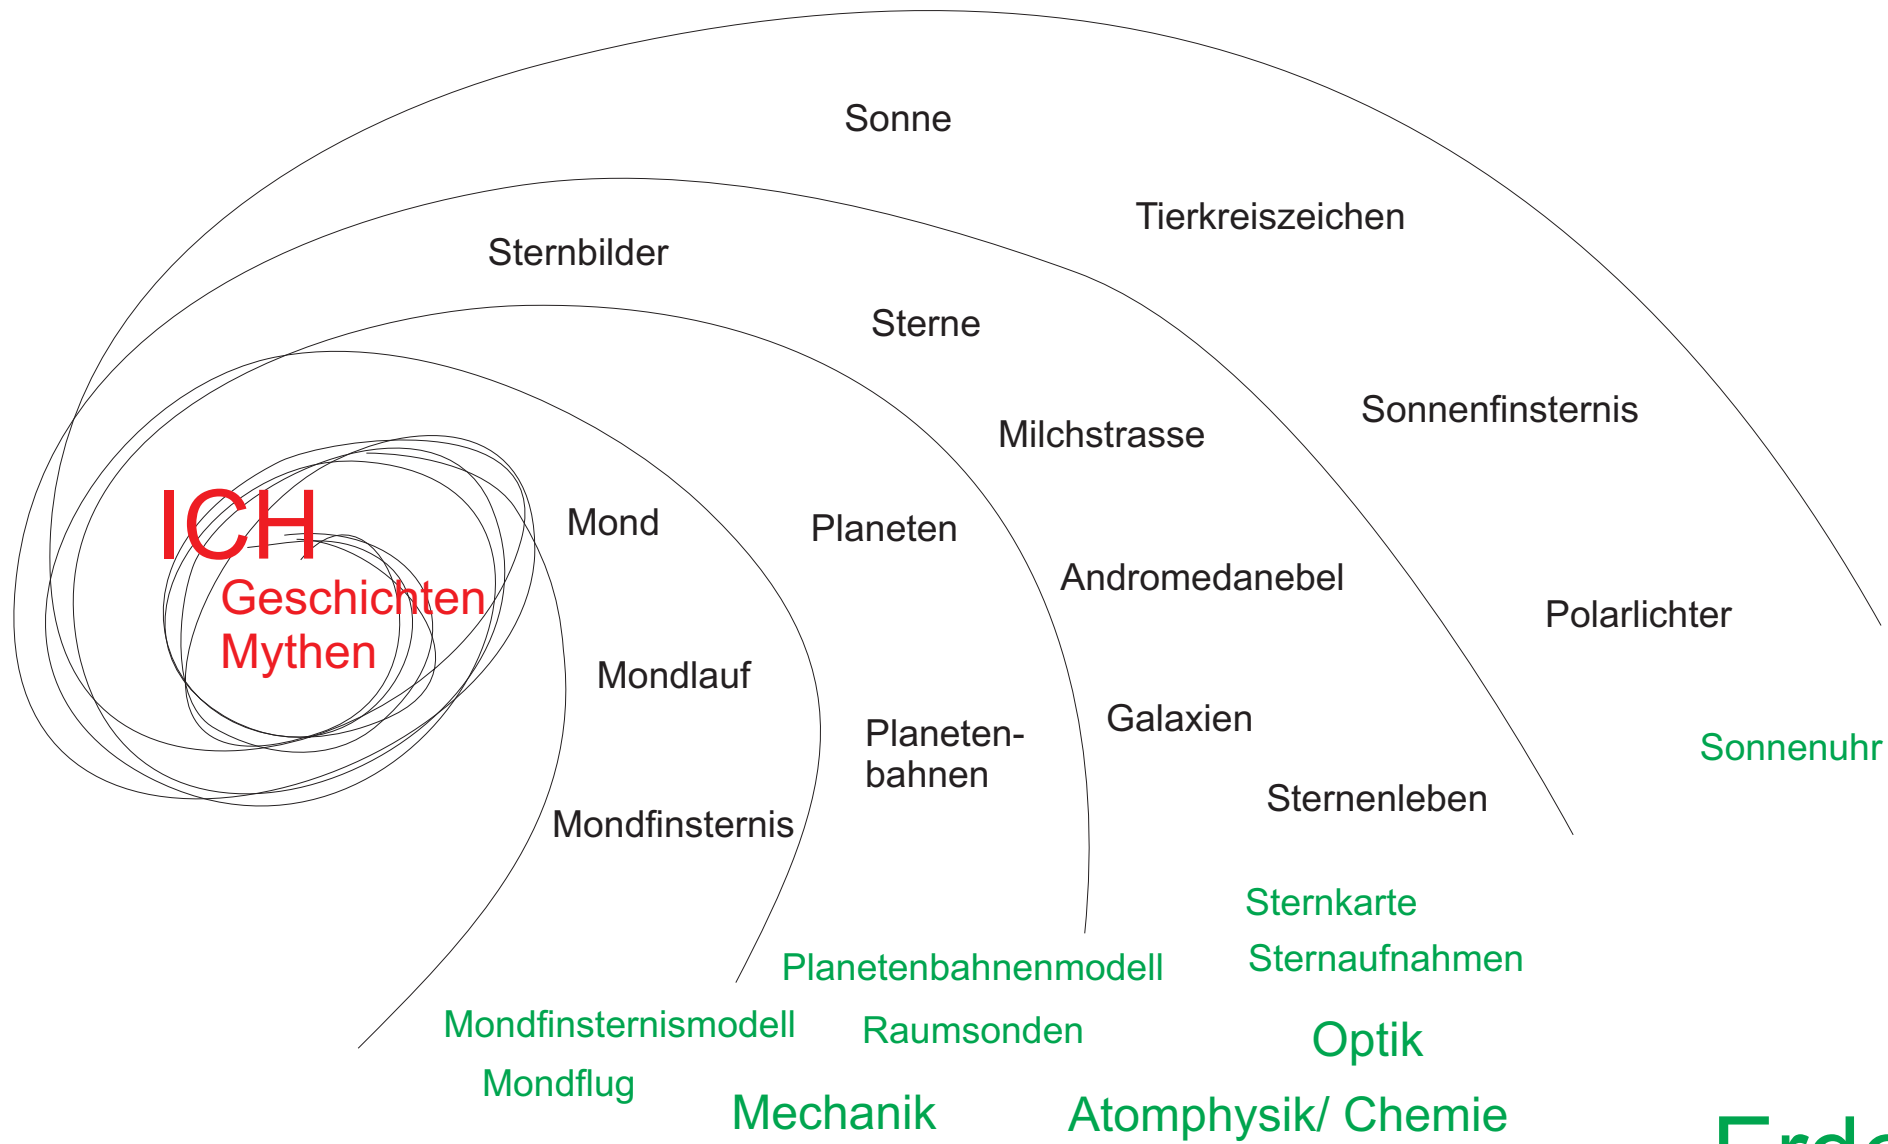 Sonne
Tierkreiszeichen
Sternbilder
Sterne
Sonnenfinsternis
Milchstrasse
ICH
Geschichten
Mythen
Mond
Planeten
Andromedanebel
Polarlichter
Mondlauf
Galaxien
Planeten-
bahnen
Sonnenuhr
Sternenleben
Mondfinsternis
Sternkarte
Sternaufnahmen
Planetenbahnenmodell
Mondfinsternismodell
Raumsonden
Optik
Mondflug
Mechanik
Atomphysik/ Chemie